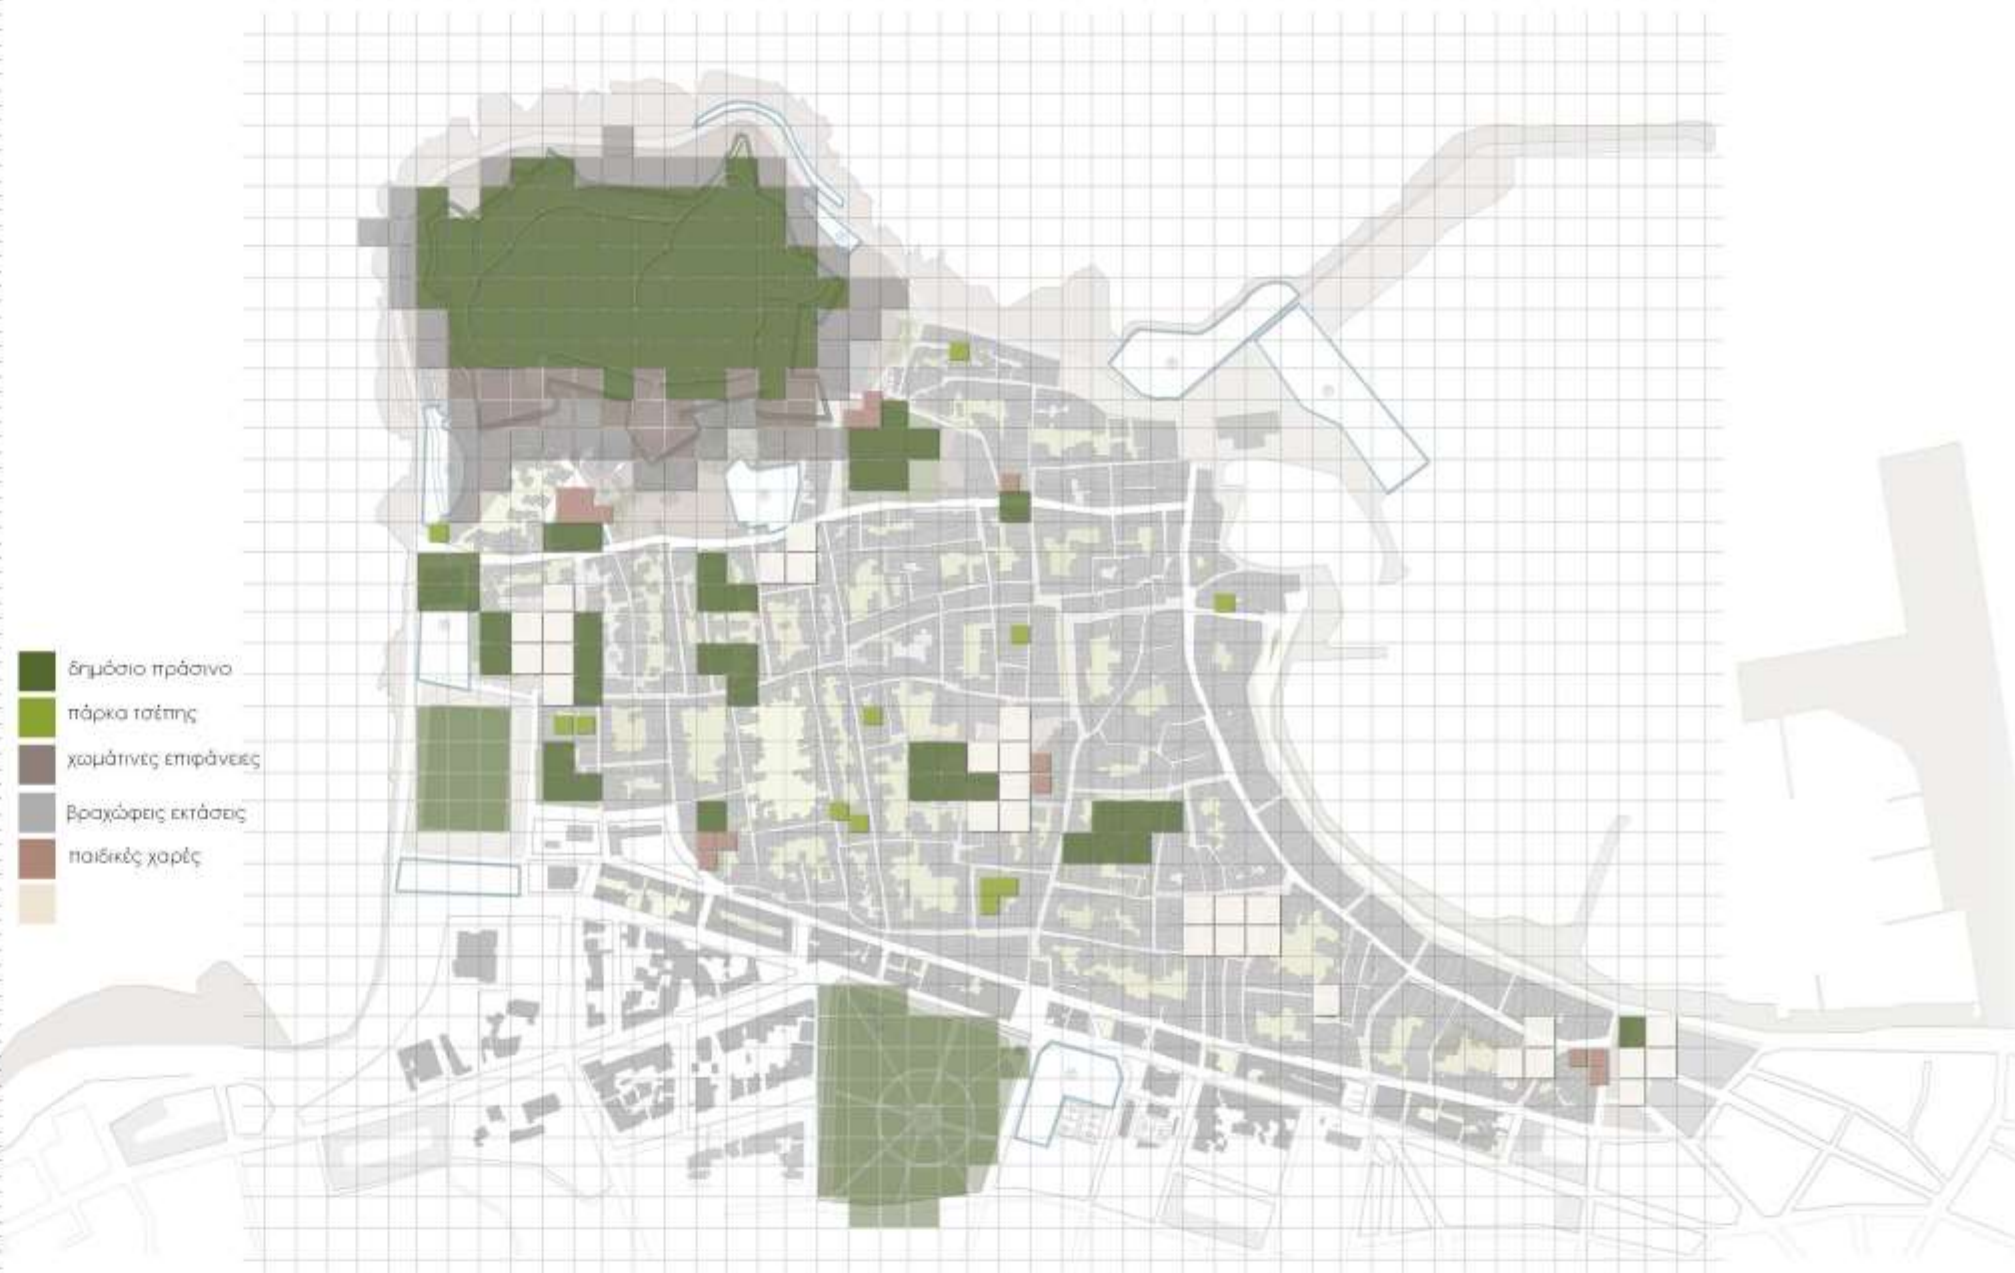 δημόσιο πράσινο
πάρκα τσέπης
χωμάτινες επιφάνειες
βραχώφεις εκτάσεις
παιδικές χαρές